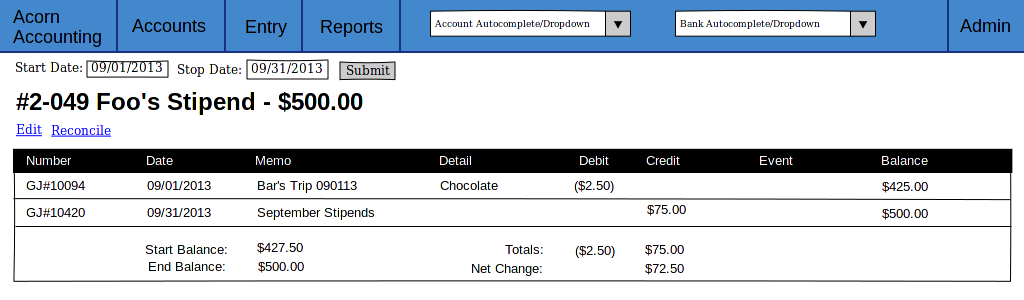 Acorn Accounting
Accounts
Entry
Reports
Account Autocomplete/Dropdown ▼
Bank Autocomplete/Dropdown ▼
Admin
Start Date: 09/01/2013 Stop Date: 09/31/2013 Submit
#2-049 Foo's Stipend - $500.00
Edit Reconcile
Number Date Memo Detail Debit Credit Event Balance
GJ#10094 09/01/2013 Bar's Trip 090113 Chocolate ($2.50) $425.00
GJ#10420 09/31/2013 September Stipends $75.00 $500.00
Start Balance: $427.50 Totals: ($2.50) $75.00
End Balance: $500.00 Net Change: $72.50